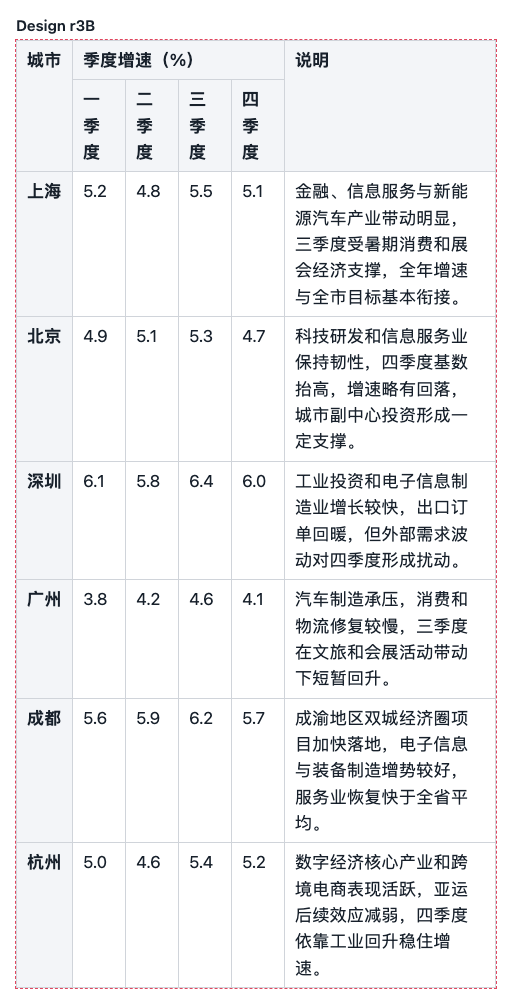 Design r3B
城市 季度增速（%） 说明
一季度 二季度 三季度 四季度
上海 5.2 4.8 5.5 5.1 金融、信息服务与新能
源汽车产业带动明显，
三季度受暑期消费和展
会经济支撑，全年增速
与全市目标基本衔接。
北京 4.9 5.1 5.3 4.7 科技研发和信息服务业
保持韧性，四季度基数
抬高，增速略有回落，
城市副中心投资形成一
定支撑。
深圳 6.1 5.8 6.4 6.0 工业投资和电子信息制
造业增长较快，出口订
单回暖，但外部需求波
动对四季度形成扰动。
广州 3.8 4.2 4.6 4.1 汽车制造承压，消费和
物流修复较慢，三季度
在文旅和会展活动带动
下短暂回升。
成都 5.6 5.9 6.2 5.7 成渝地区双城经济圈项
目加快落地，电子信息
与装备制造增势较好，
服务业恢复快于全省平
均。
杭州 5.0 4.6 5.4 5.2 数字经济核心产业和跨
境电商表现活跃，亚运
后续效应减弱，四季度
依靠工业回升稳住增
速。